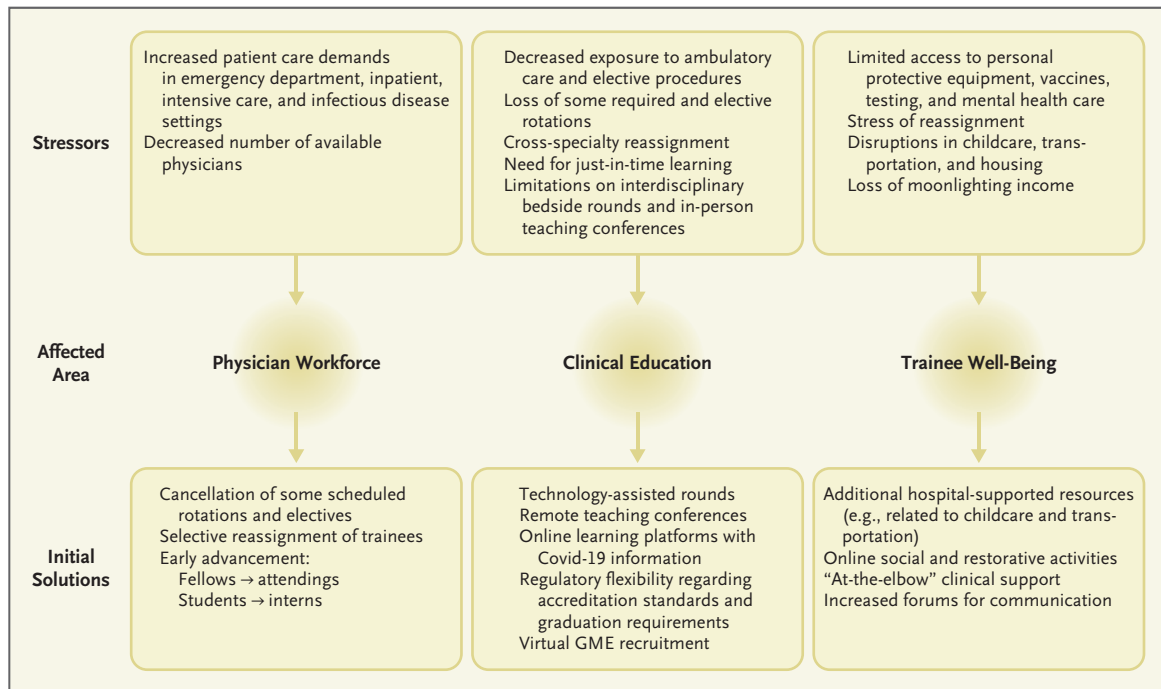 Stressors
Increased patient care demands
in emergency department, inpatient,
intensive care, and infectious disease
settings
Decreased number of available
physicians
Decreased exposure to ambulatory
care and elective procedures
Loss of some required and elective
rotations
Cross-specialty reassignment
Need for just-in-time learning
Limitations on interdisciplinary
bedside rounds and in-person
teaching conferences
Limited access to personal
protective equipment, vaccines,
testing, and mental health care
Stress of reassignment
Disruptions in childcare, trans-
portation, and housing
Loss of moonlighting income
Affected
Area
Physician Workforce
Clinical Education
Trainee Well-Being
Initial
Solutions
Cancellation of some scheduled
rotations and electives
Selective reassignment of trainees
Early advancement:
Fellows → attendings
Students → interns
Technology-assisted rounds
Remote teaching conferences
Online learning platforms with
Covid-19 information
Regulatory flexibility regarding
accreditation standards and
graduation requirements
Virtual GME recruitment
Additional hospital-supported resources
(e.g., related to childcare and trans-
portation)
Online social and restorative activities
“At-the-elbow” clinical support
Increased forums for communication